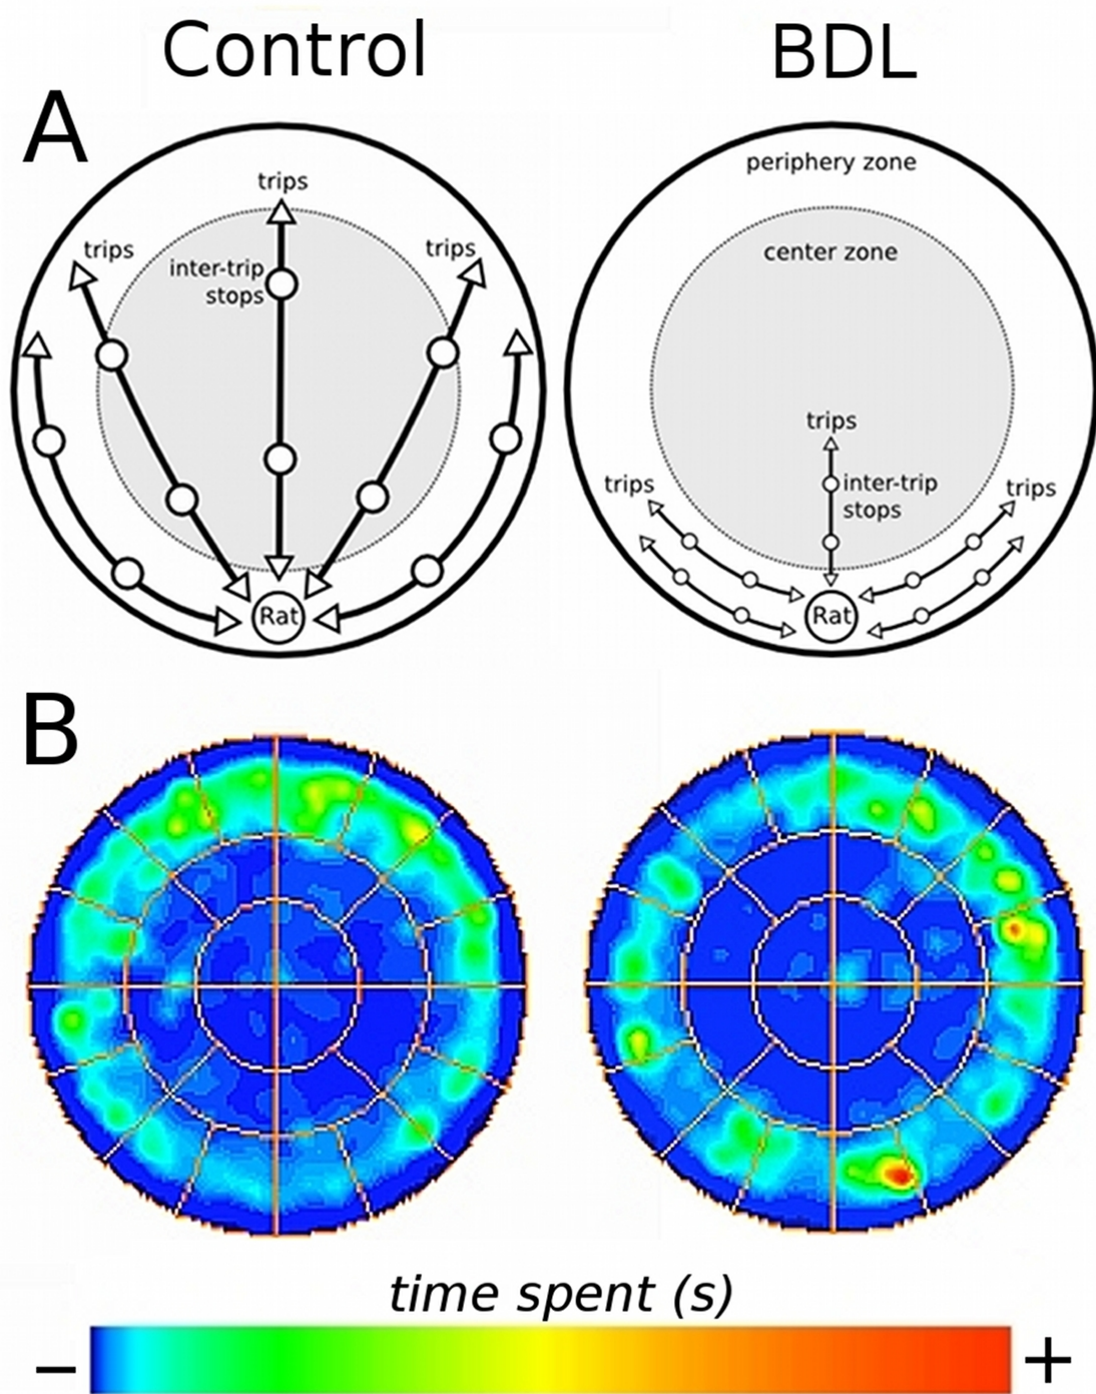 Control
BDL
A
trips
trips
trips
inter-trip
stops
Rat
periphery zone
center zone
trips
trips
inter-trip
stops
trips
Rat
B
time spent (s)
–
+